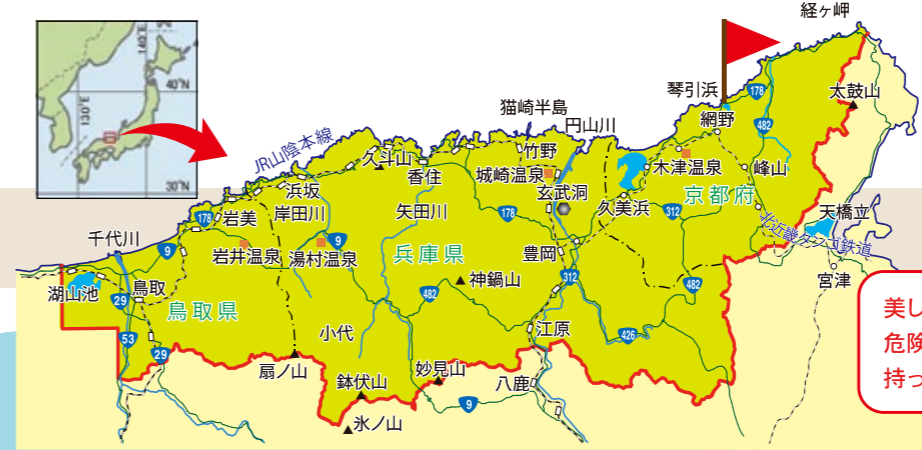 経ヶ岬
140°E
40°N
130°E
30°N
178
琴引浜
太鼓山
網野
482
猫崎半島
円山川
JR山陰本線
久斗山
竹野
香住
城崎温泉
木津温泉
峰山
玄武洞
浜坂
京都府
178
岩美
岸田川
矢田川
178
久美浜
312
天橋立
千代川
9
9
兵庫県
豊岡
北近畿タンゴ鉄道
岩井温泉
湯村温泉
312
神鍋山
宮津
湖山池
鳥取
29
482
482
鳥取県
美し
53
小代
江原
426
危険
29
扇ノ山
妙見山
持っ
鉢伏山
八鹿
9
氷ノ山